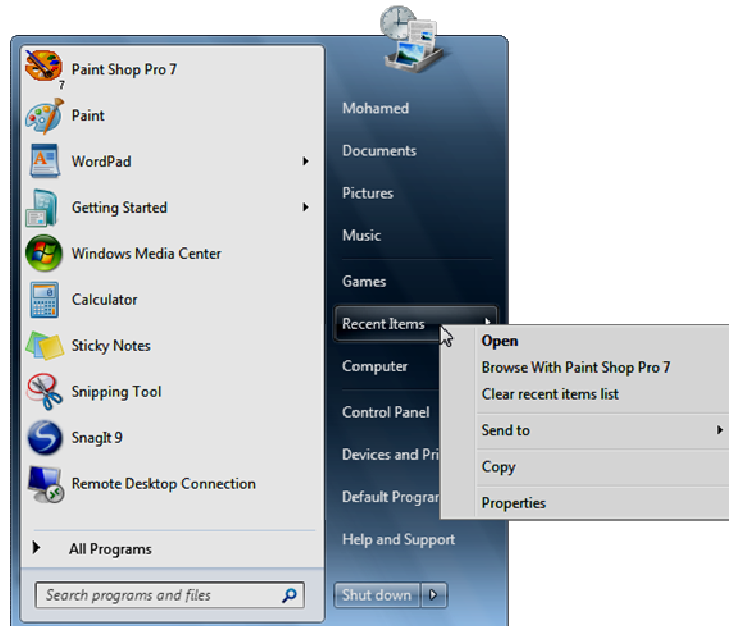 Paint Shop Pro 7
7
Paint
WordPad
Getting Started
Windows Media Center
Calculator
Sticky Notes
Snipping Tool
SnagIt 9
Remote Desktop Connection
All Programs
Search programs and files
Mohamed
Documents
Pictures
Music
Games
Recent Items
Computer
Control Panel
Devices and Pri
Default Program
Help and Support
Shut down
Open
Browse With Paint Shop Pro 7
Clear recent items list
Send to
Copy
Properties